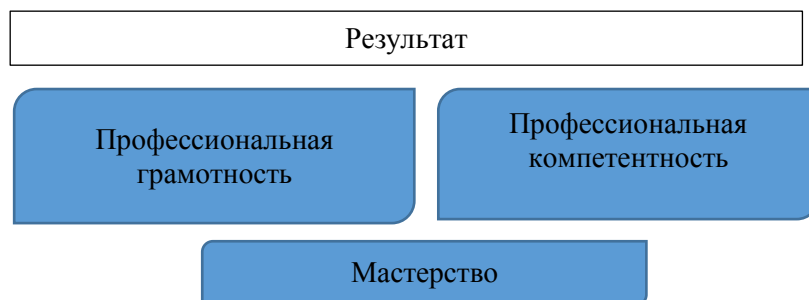 Результат
Профессиональная
грамотность
Профессиональная
компетентность
Мастерство